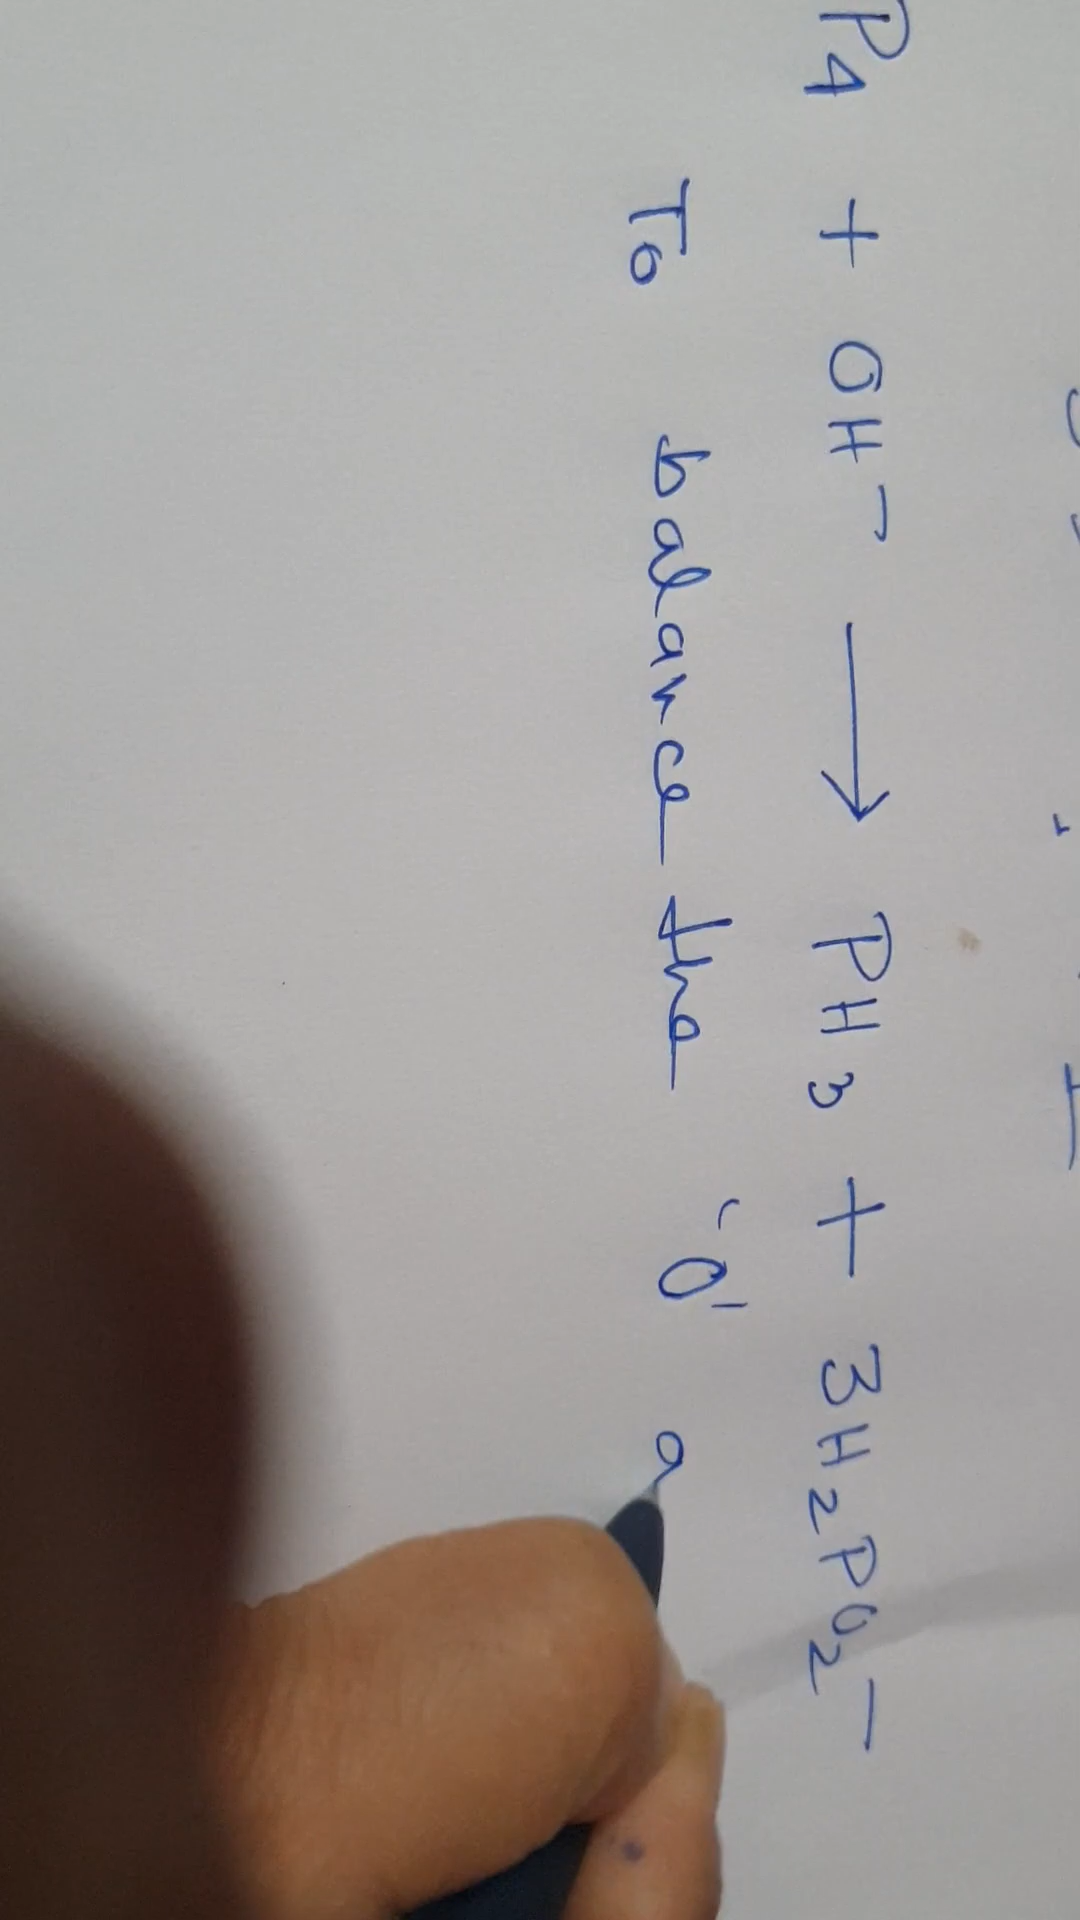 P4 + OH⁻ → PH3 + 3H2PO2⁻
To balance the 'O' a